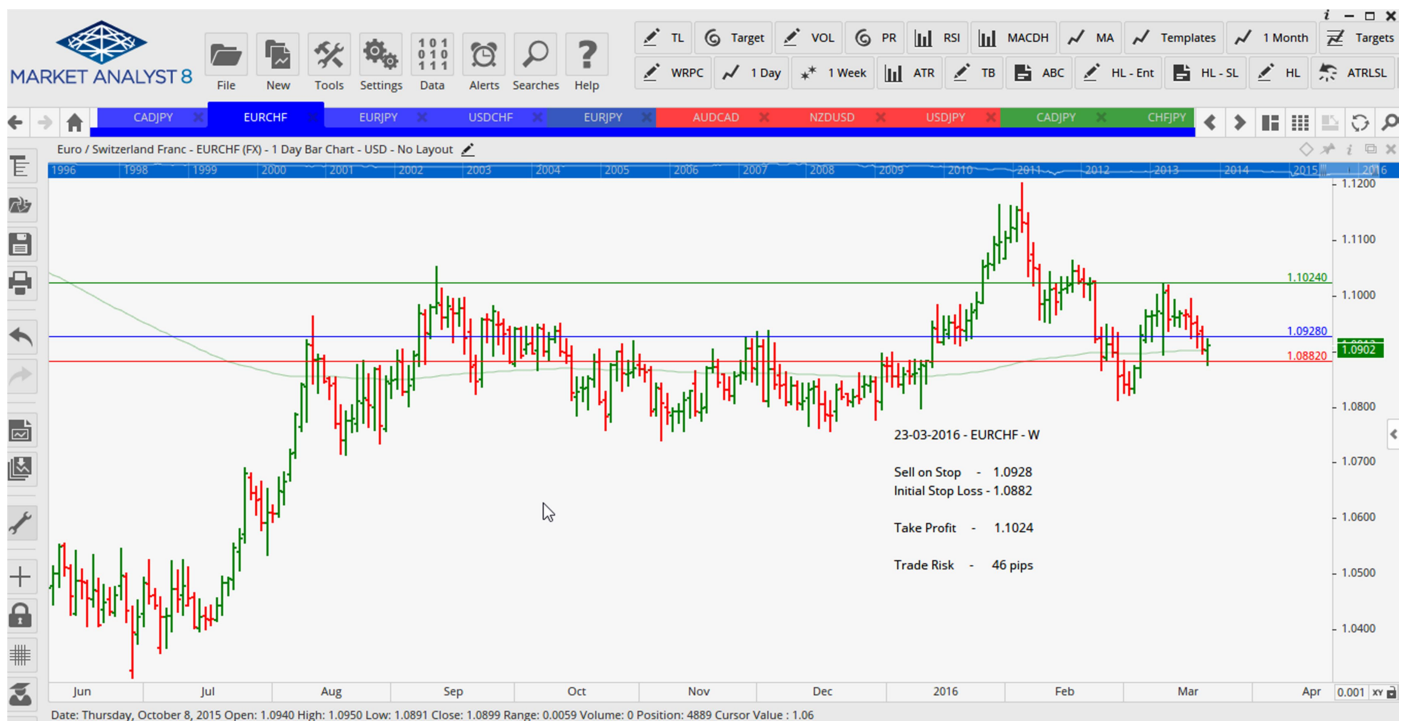 i
TL Target VOL PR RSI MACDH MA Templates 1 Month Targets
MARKET ANALYST 8
File New Tools Settings Data Alerts Searches Help
101
010
111
WRPC 1 Day 1 Week ATR TB ABC HL - Ent HL - SL HL ATRLSL
CADJPY EURCHF EURJPY USDCHF EURJPY AUDCAD NZDUSD USDJPY CADJPY CHFJPY
Euro / Switzerland Franc - EURCHF (FX) - 1 Day Bar Chart - USD - No Layout
1996 1998 1999 2000 2001 2002 2003 2004 2005 2006 2007 2008 2009 2010 2011 2012 2013 2014 2015 2016
1.1200
1.1100
1.10240
1.1000
1.09280
1.0902
1.08820
1.0800
23-03-2016 - EURCHF - W
1.0700
Sell on Stop - 1.0928
Initial Stop Loss - 1.0882
1.0600
Take Profit - 1.1024
Trade Risk - 46 pips
1.0500
1.0400
Jun Jul Aug Sep Oct Nov Dec 2016 Feb Mar Apr 0.001 XY
Date: Thursday, October 8, 2015 Open: 1.0940 High: 1.0950 Low: 1.0891 Close: 1.0899 Range: 0.0059 Volume: 0 Position: 4889 Cursor Value : 1.06